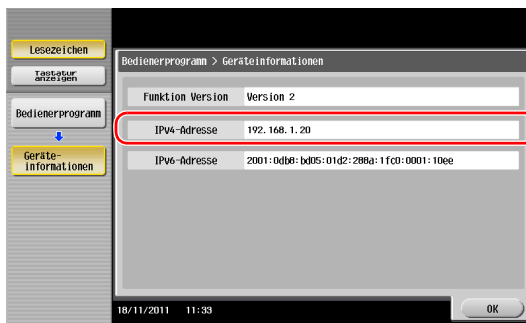 Lesezeichen
Tastatur
anzeigen
Bedienerprogramm
Geräte-
informationen
Bedienerprogramm > Geräteinformationen
Funktion Version Version 2
IPv4-Adresse 192.168.1.20
IPv6-Adresse 2001:0db8:bd05:01d2:288a:1fc0:0001:10ee
18/11/2011 11:33
OK